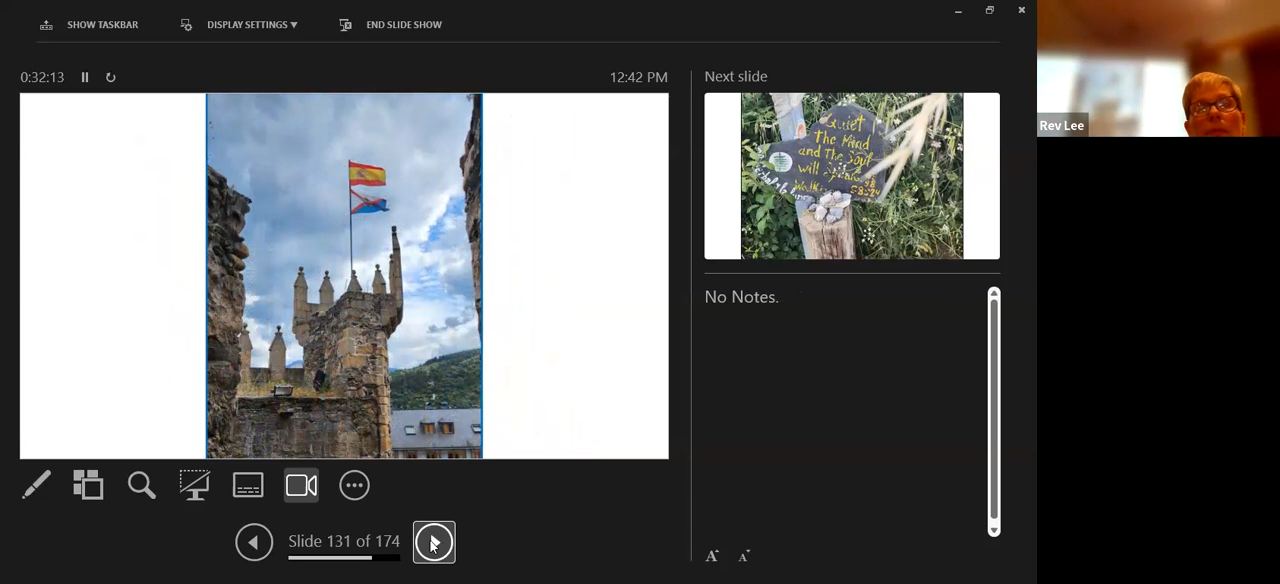 SHOW TASKBAR
DISPLAY SETTINGS ▼
END SLIDE SHOW
0:32:13
12:42 PM
Next slide
Quiet
the Mind
and The Soul
will
No Notes.
Slide 131 of 174
A A
Rev Lee